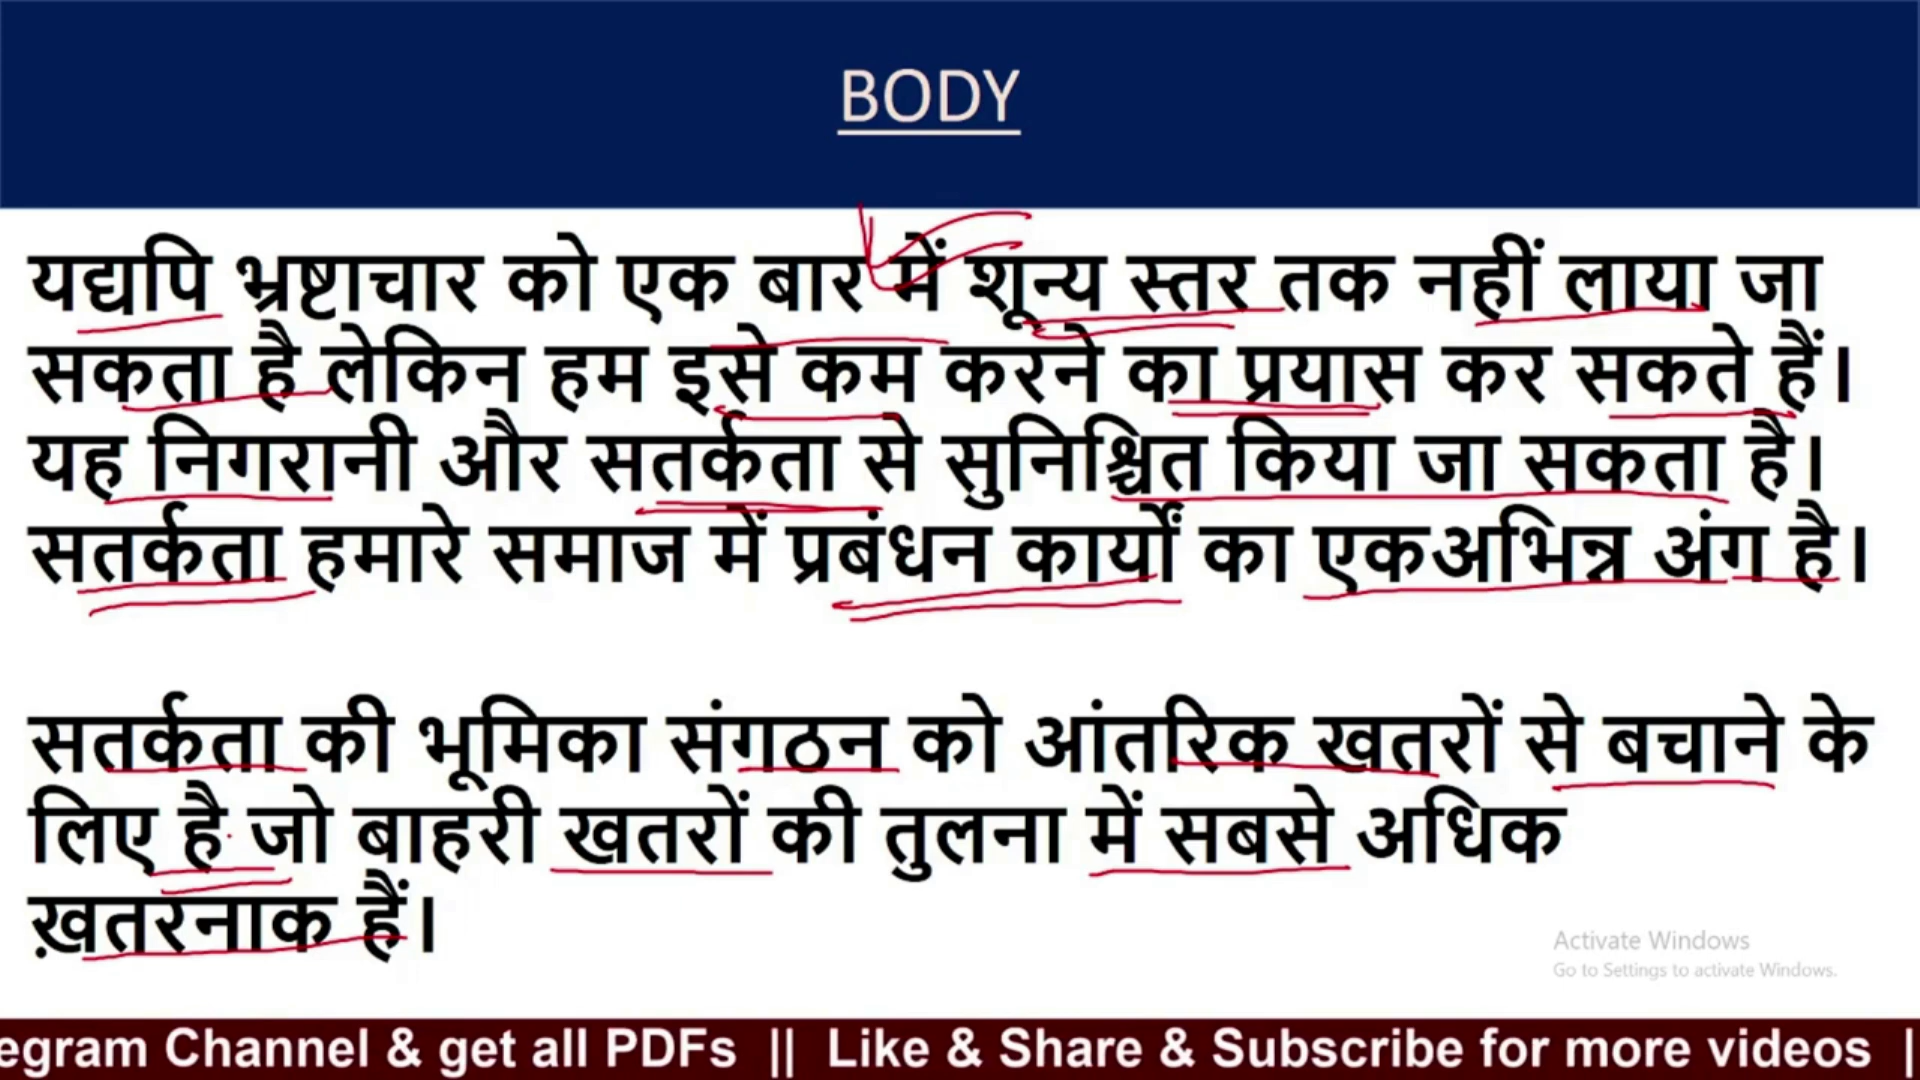 BODY
यद्यपि भ्रष्टाचार को एक बार में शून्य स्तर तक नहीं लाया जा
सकता है लेकिन हम इसे कम करने का प्रयास कर सकते हैं।
यह निगरानी और सतर्कता से सुनिश्चित किया जा सकता है।
सतर्कता हमारे समाज में प्रबंधन कार्यों का एकअभिन्न अंग है।
सतर्कता की भूमिका संगठन को आंतरिक खतरों से बचाने के
लिए है जो बाहरी खतरों की तुलना में सबसे अधिक
ख़तरनाक हैं।
Activate Windows
Go to Settings to activate Windows.
egram Channel & get all PDFs || Like & Share & Subscribe for more videos |